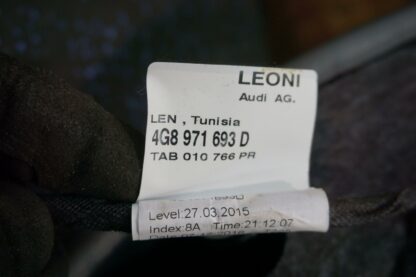 LEONI
Audi AG.
LEN , Tunisia
4G8 971 693 D
TAB 010 766 PR
Level:27.03.2015
Index:8A Time:21:12:07